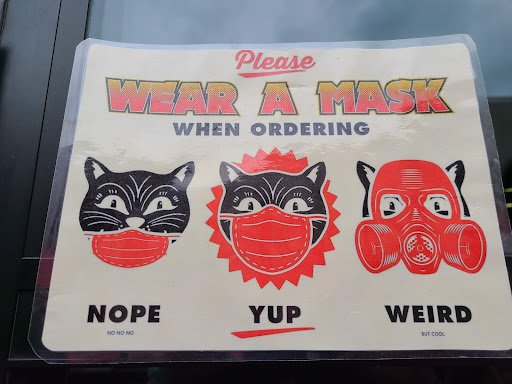 Please
WEAR A MASK
WHEN ORDERING
NOPE YUP WEIRD
NO NO NO BUT COOL